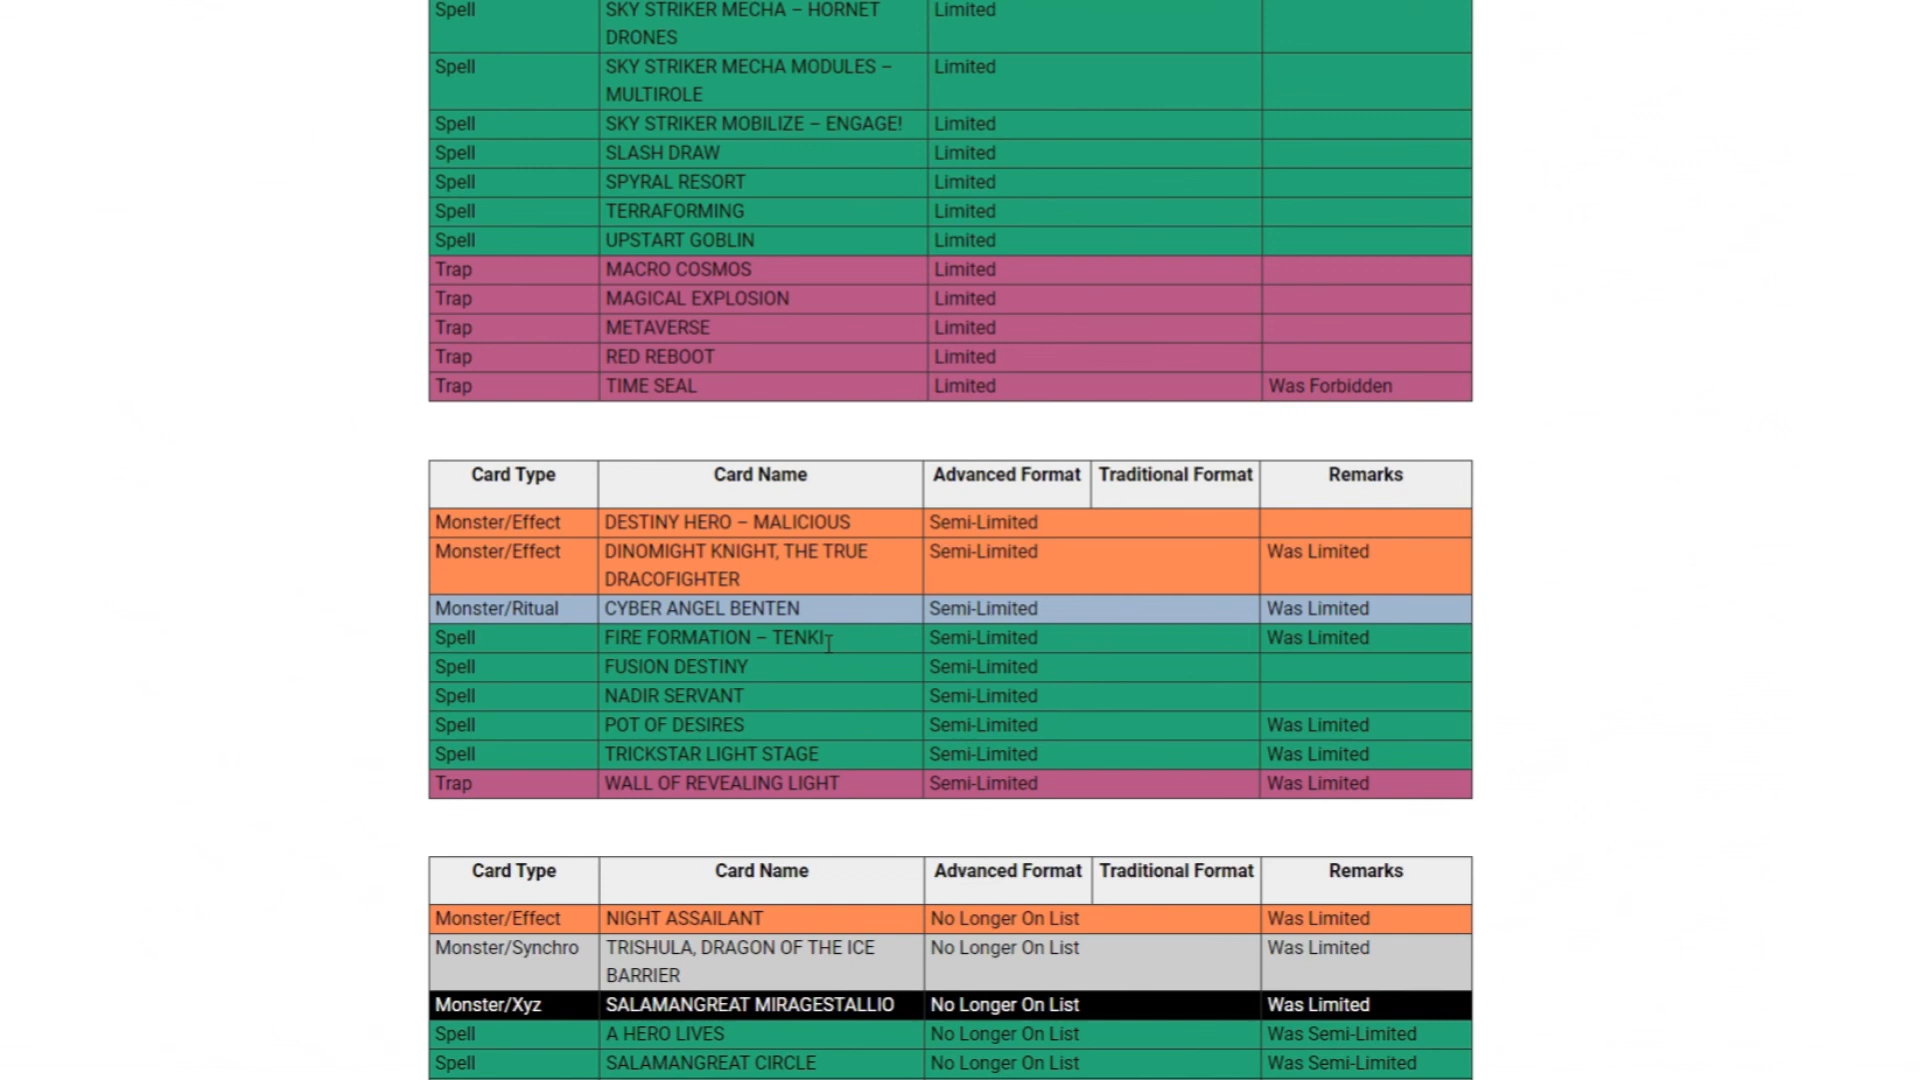 Spell SKY STRIKER MECHA – HORNET Limited
DRONES
Spell SKY STRIKER MECHA MODULES – Limited
MULTIROLE
Spell SKY STRIKER MOBILIZE – ENGAGE! Limited
Spell SLASH DRAW Limited
Spell SPYRAL RESORT Limited
Spell TERRAFORMING Limited
Spell UPSTART GOBLIN Limited
Trap MACRO COSMOS Limited
Trap MAGICAL EXPLOSION Limited
Trap METAVERSE Limited
Trap RED REBOOT Limited
Trap TIME SEAL Limited Was Forbidden
Card Type Card Name Advanced Format Traditional Format Remarks
Monster/Effect DESTINY HERO – MALICIOUS Semi-Limited
Monster/Effect DINOMIGHT KNIGHT, THE TRUE Semi-Limited Was Limited
DRACOFIGHTER
Monster/Ritual CYBER ANGEL BENTEN Semi-Limited Was Limited
Spell FIRE FORMATION – TENKI Semi-Limited Was Limited
Spell FUSION DESTINY Semi-Limited
Spell NADIR SERVANT Semi-Limited
Spell POT OF DESIRES Semi-Limited Was Limited
Spell TRICKSTAR LIGHT STAGE Semi-Limited Was Limited
Trap WALL OF REVEALING LIGHT Semi-Limited Was Limited
Card Type Card Name Advanced Format Traditional Format Remarks
Monster/Effect NIGHT ASSAILANT No Longer On List Was Limited
Monster/Synchro TRISHULA, DRAGON OF THE ICE No Longer On List Was Limited
BARRIER
Monster/Xyz SALAMANGREAT MIRAGESTALLIO No Longer On List Was Limited
Spell A HERO LIVES No Longer On List Was Semi-Limited
Spell SALAMANGREAT CIRCLE No Longer On List Was Semi-Limited